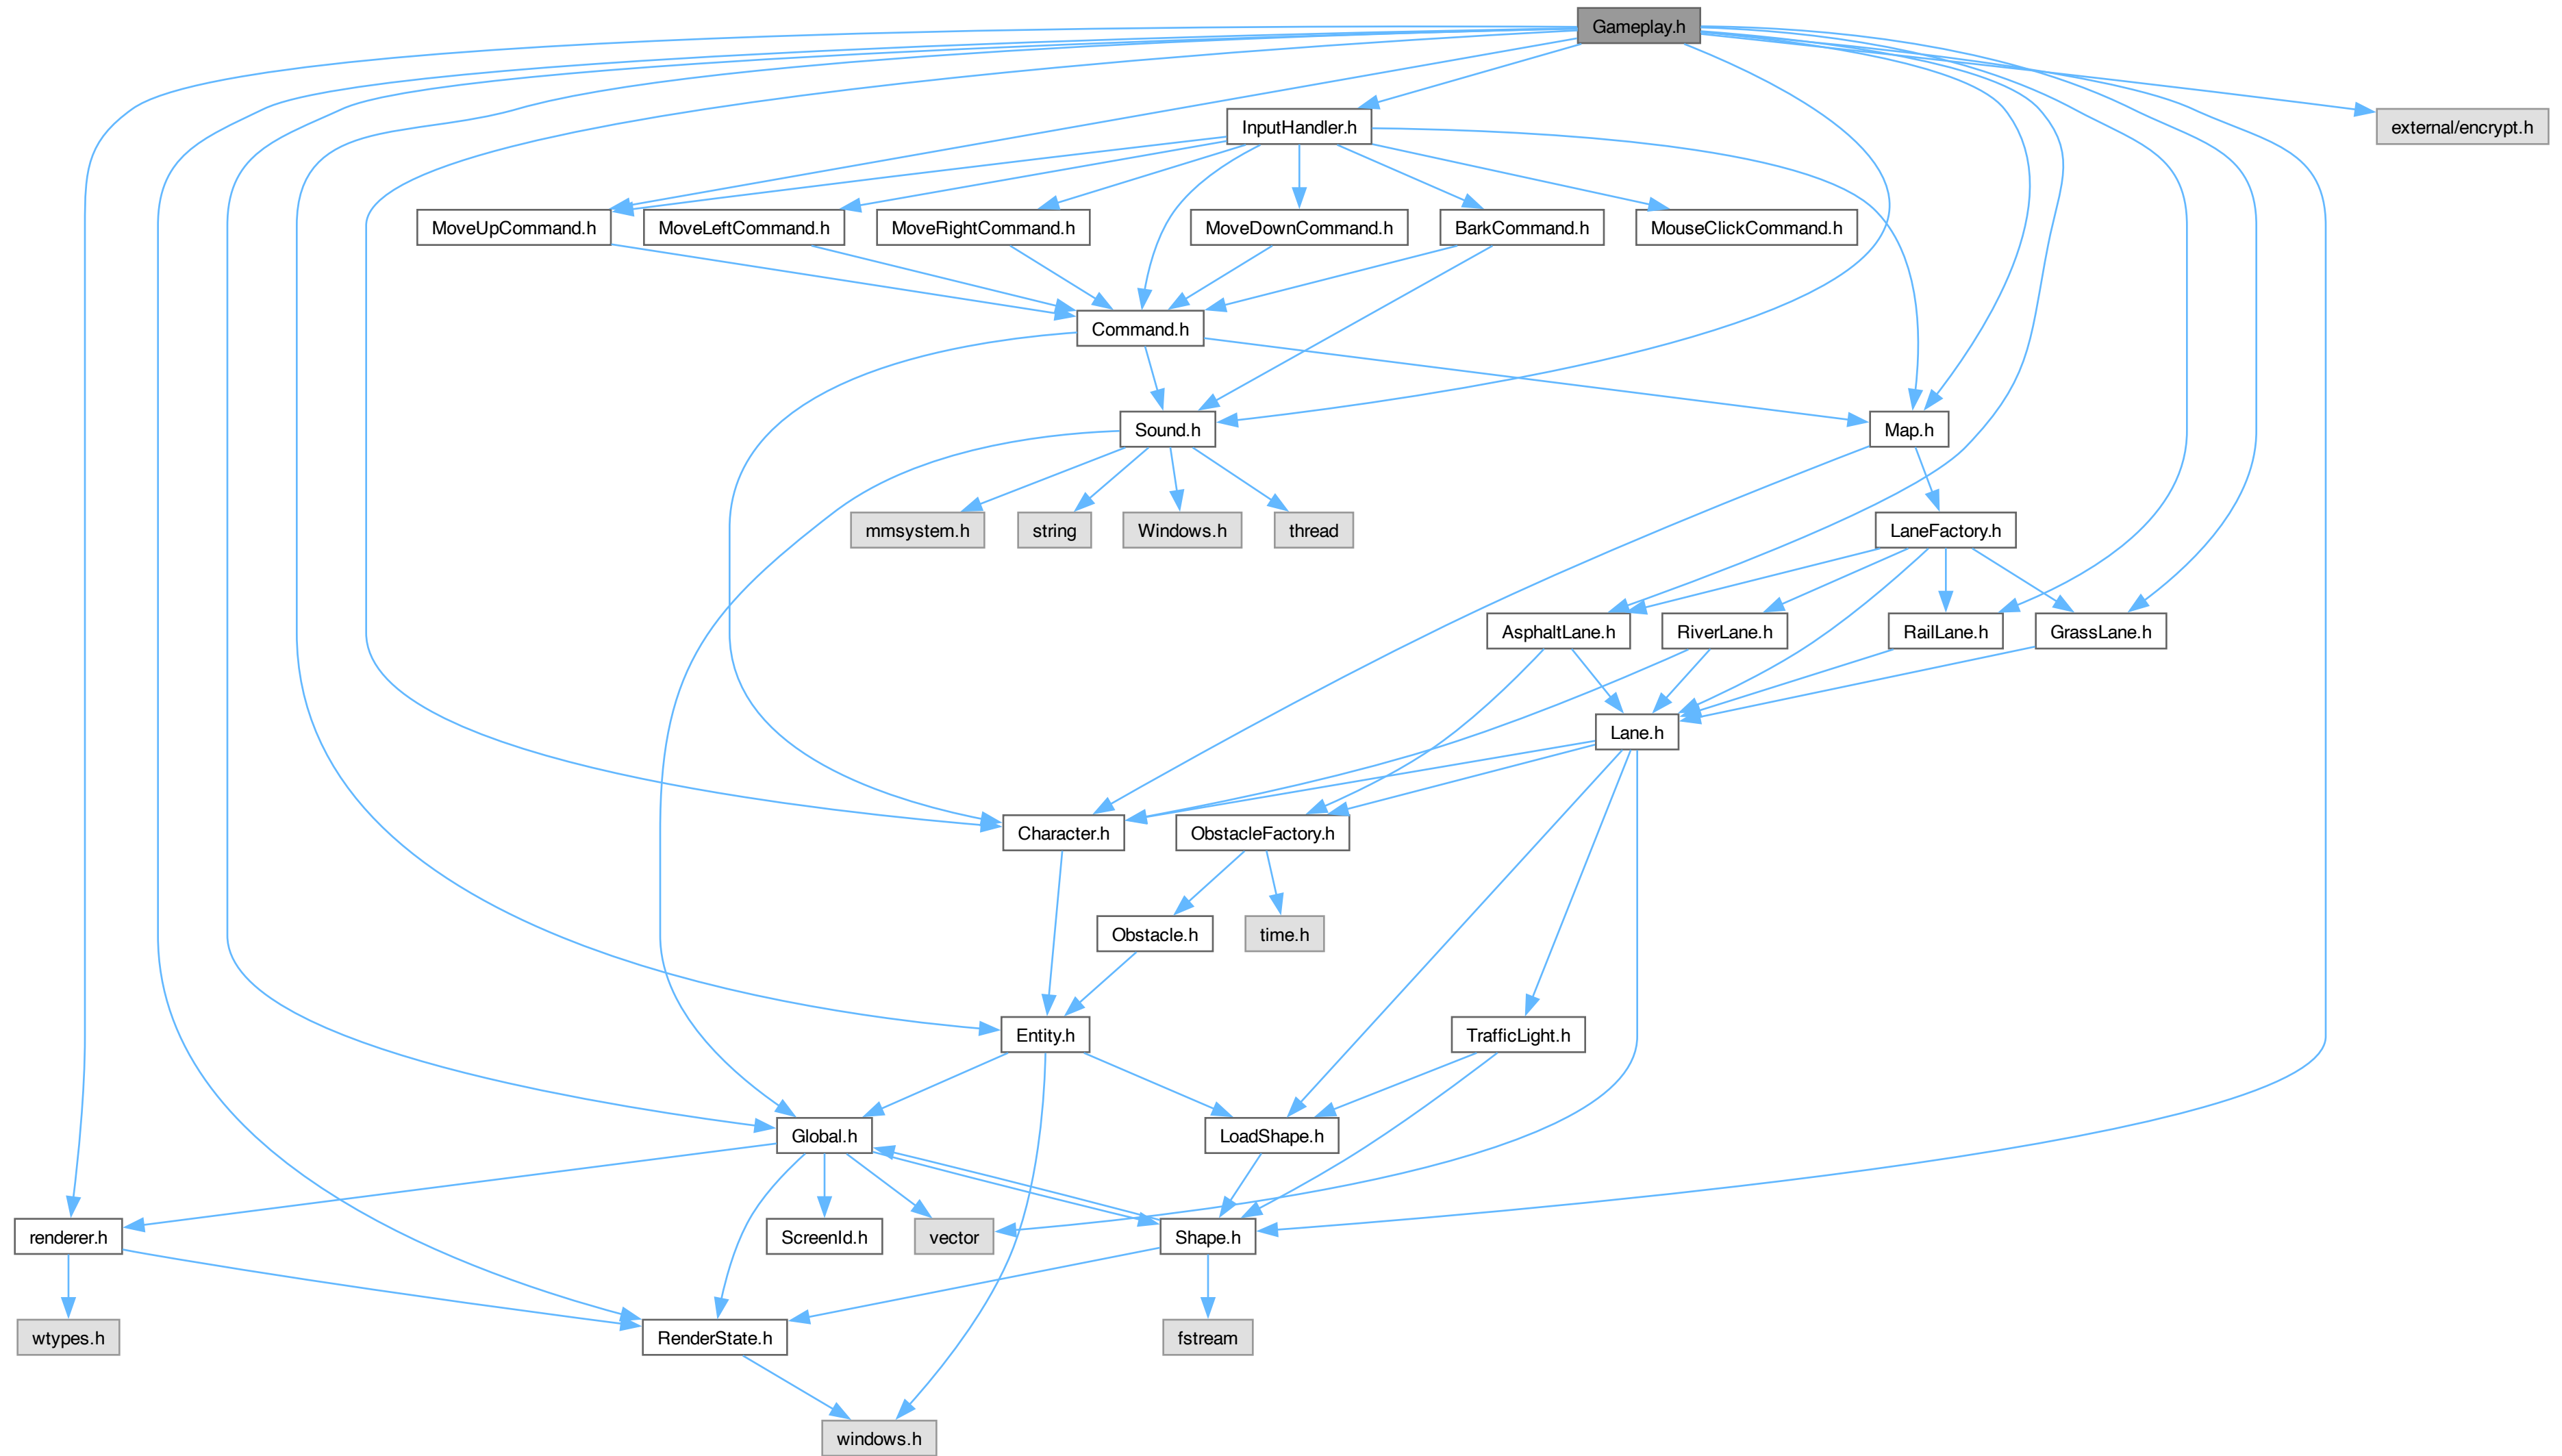 Gameplay.h
InputHandler.h
external/encrypt.h
MoveUpCommand.h
MoveLeftCommand.h
MoveRightCommand.h
MoveDownCommand.h
BarkCommand.h
MouseClickCommand.h
Command.h
Sound.h
Map.h
mmsystem.h
string
Windows.h
thread
LaneFactory.h
AsphaltLane.h
RiverLane.h
RailLane.h
GrassLane.h
Lane.h
Character.h
ObstacleFactory.h
Obstacle.h
time.h
Entity.h
TrafficLight.h
Global.h
LoadShape.h
renderer.h
ScreenId.h
vector
Shape.h
wtypes.h
RenderState.h
fstream
windows.h